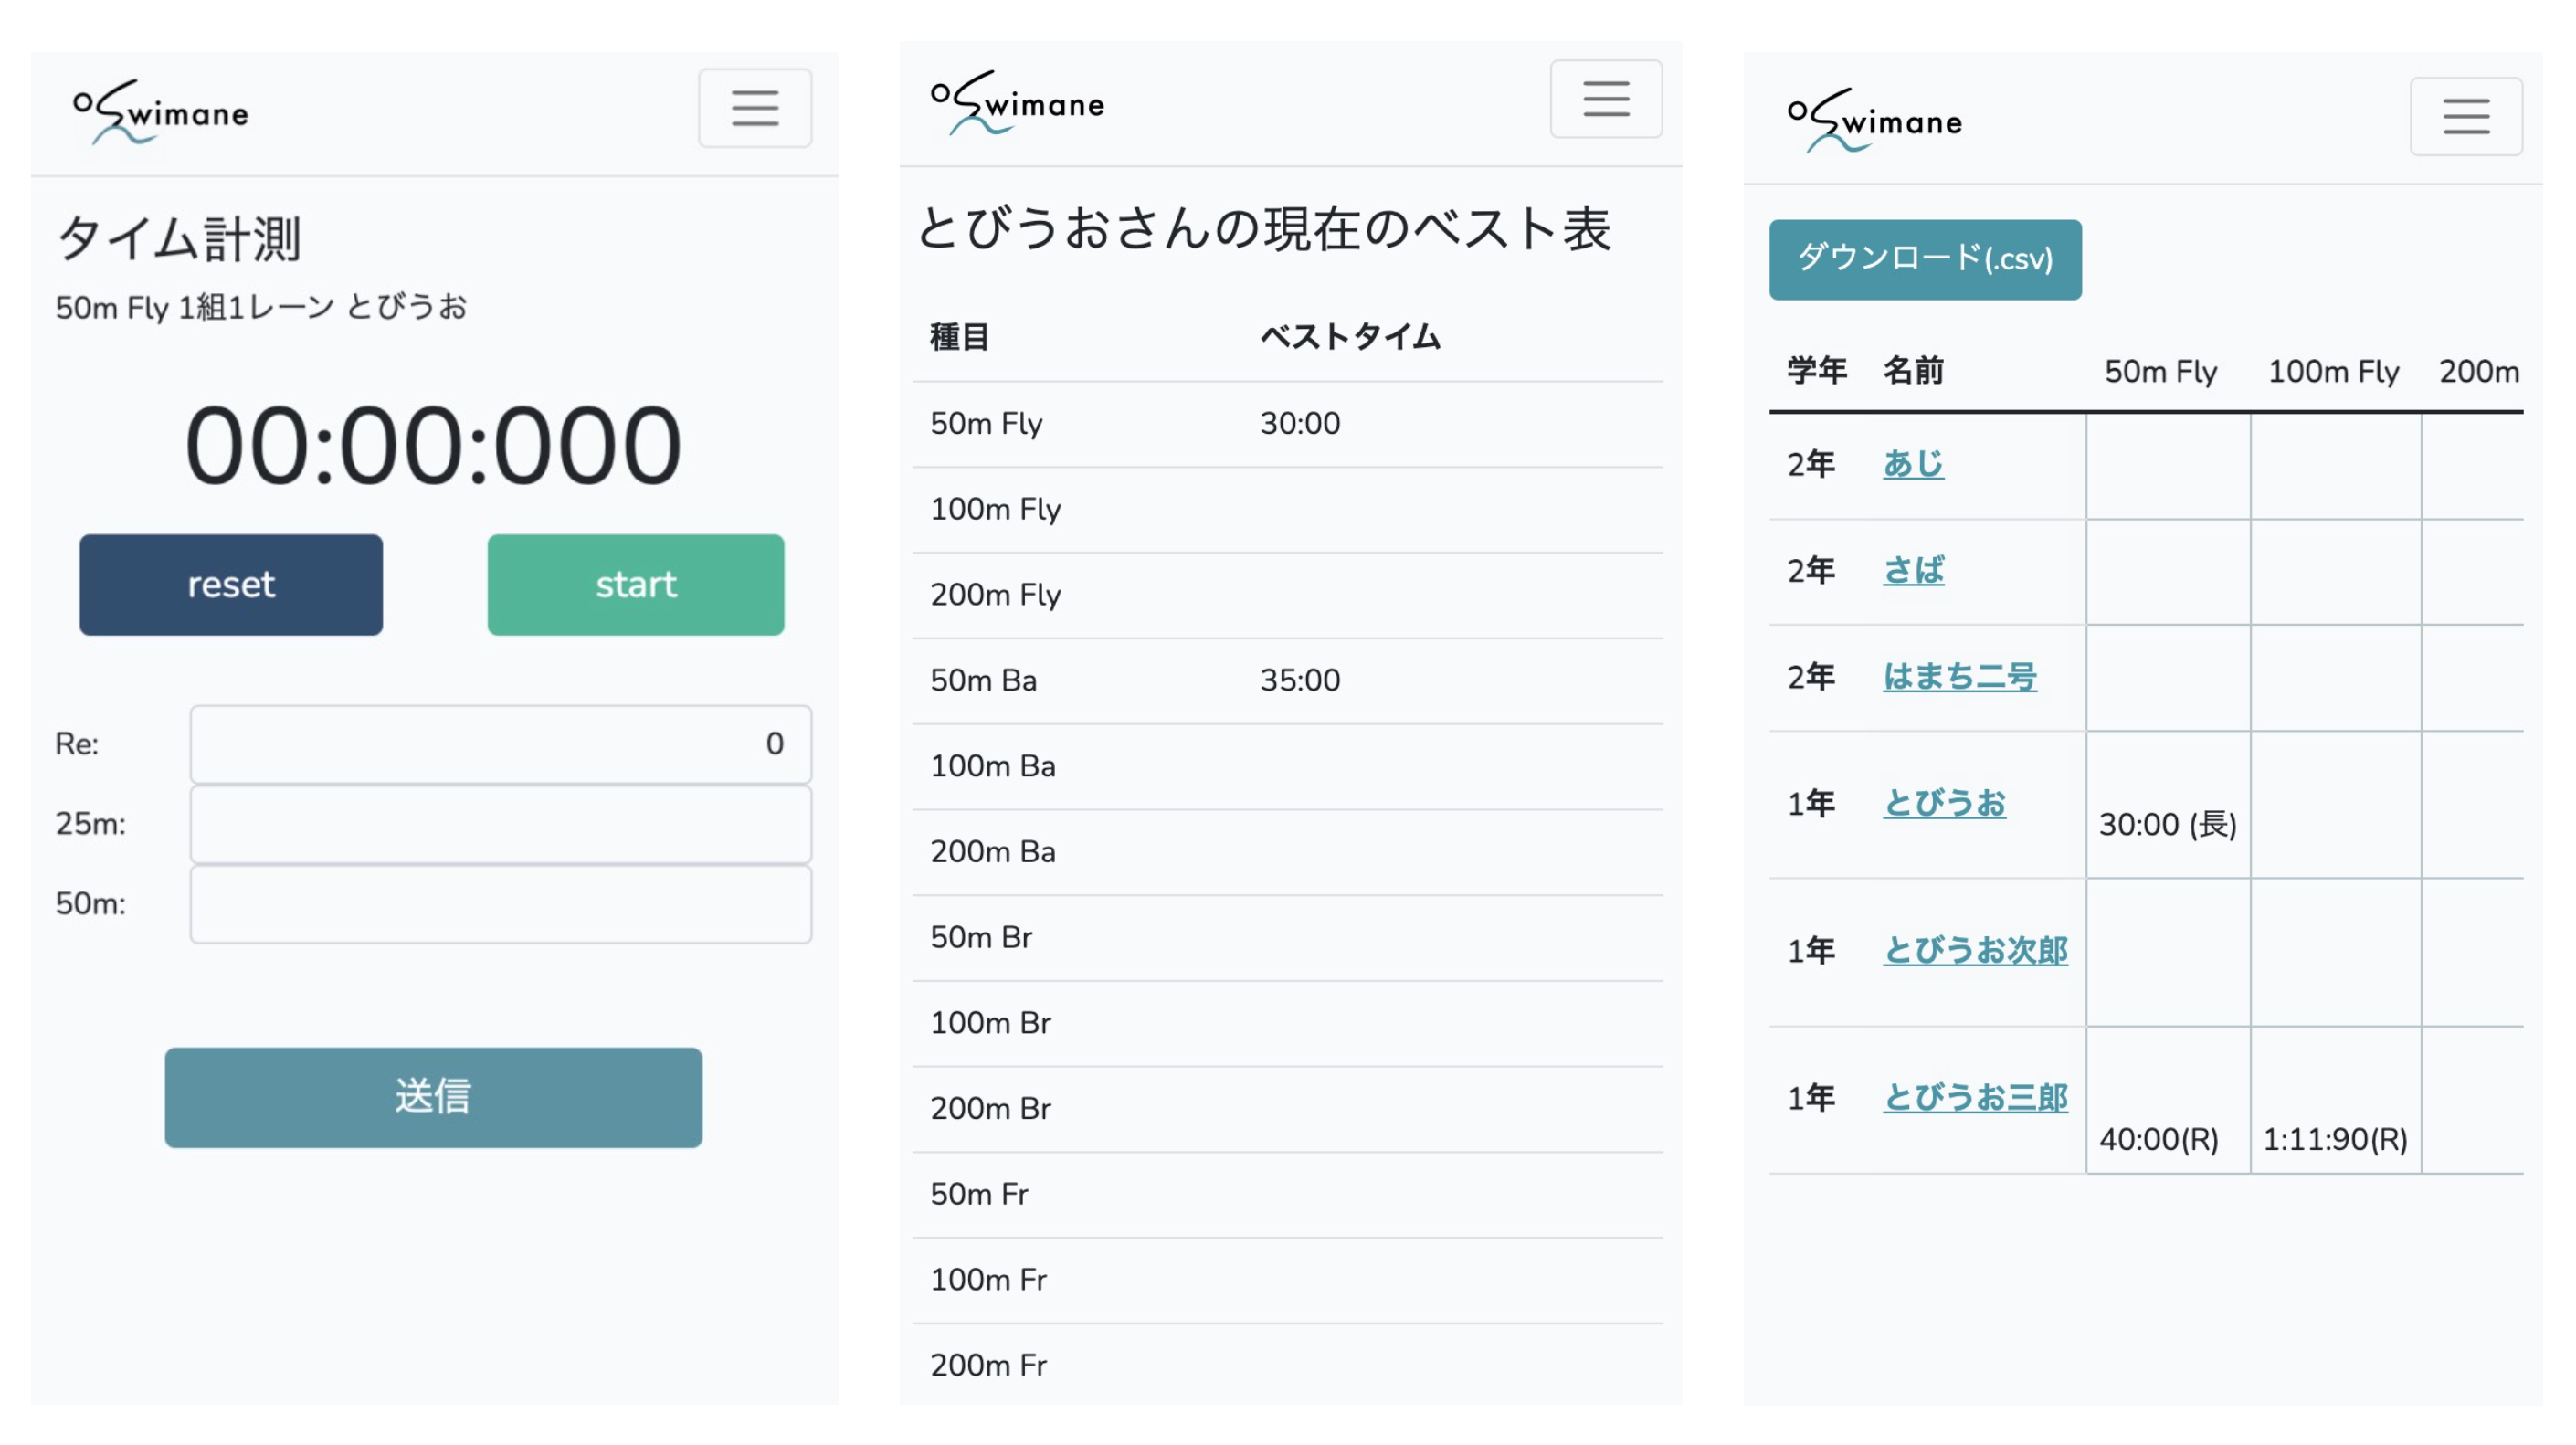 Swimane
タイム計測
50m Fly 1組1レーン とびうお
00:00:000
reset start
Re: 0
25m:
50m:
送信
Swimane
とびうおさんの現在のベスト表
種目 ベストタイム
50m Fly 30:00
100m Fly
200m Fly
50m Ba 35:00
100m Ba
200m Ba
50m Br
100m Br
200m Br
50m Fr
100m Fr
200m Fr
Swimane
ダウンロード(.csv)
学年 名前 50m Fly 100m Fly 200m
2年 あじ
2年 さば
2年 はまち二号
1年 とびうお 30:00 (長)
1年 とびうお次郎
1年 とびうお三郎 40:00(R) 1:11:90(R)